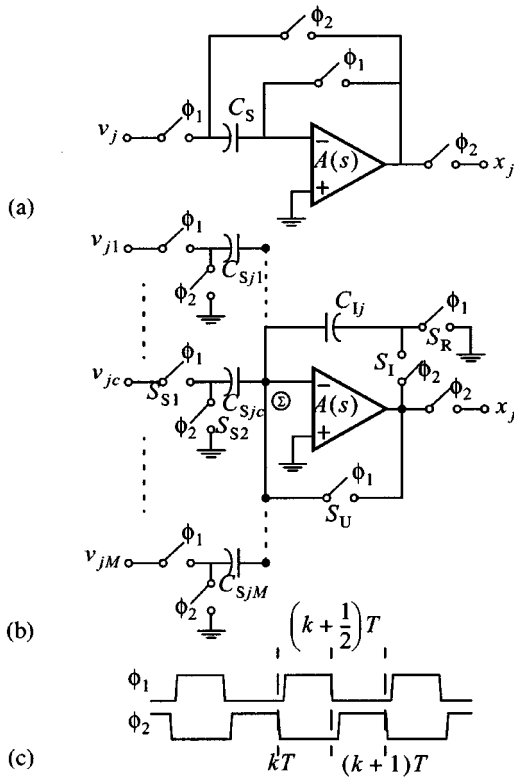 ϕ2
ϕ1
CS
vj ϕ1
− A(s) +
ϕ2 xj
(a)
vj1 ϕ1 CSj1
ϕ2
CIj ϕ1
SR
SI
ϕ2
vjc ϕ1 CSjc
SS1
ϕ2 SS2
Σ − A(s) +
ϕ2 xj
ϕ1
SU
vjM ϕ1 CSjM
ϕ2
(b)
(k + 1/2)T
ϕ1
ϕ2
kT (k + 1)T
(c)